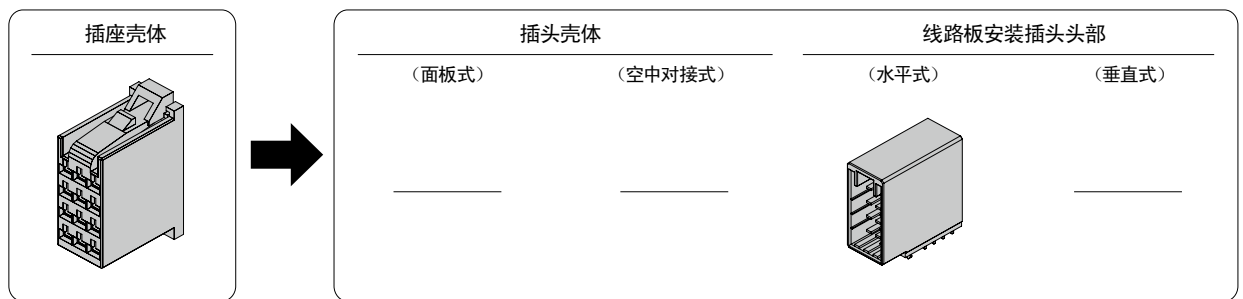 插座壳体
插头壳体
线路板安装插头头部
（面板式）
（空中对接式）
（水平式）
（垂直式）